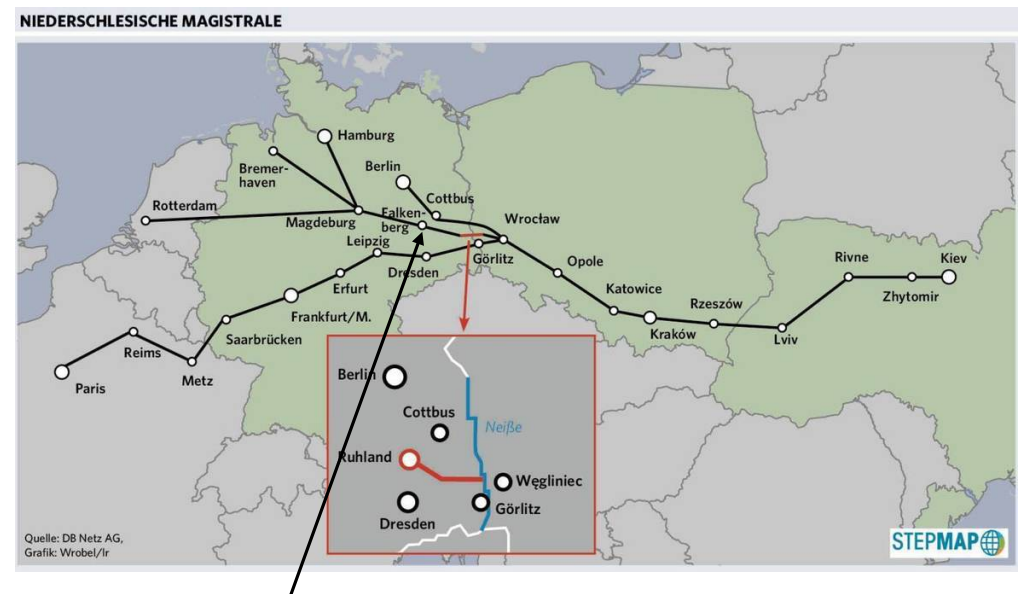 NIEDERSCHLESISCHE MAGISTRALE
Hamburg
Bremer-
haven
Berlin
Cottbus
Rotterdam
Magdeburg
Falken-
berg
Wrocław
Leipzig
Dresden
Görlitz
Opole
Rivne
Kiev
Zhytomir
Erfurt
Katowice
Rzeszów
Frankfurt/M.
Kraków
Lviv
Saarbrücken
Reims
Metz
Paris
Berlin
Cottbus
Neiße
Ruhland
Węgliniec
Görlitz
Dresden
Quelle: DB Netz AG,
Grafik: Wrobel/lr
STEPMAP